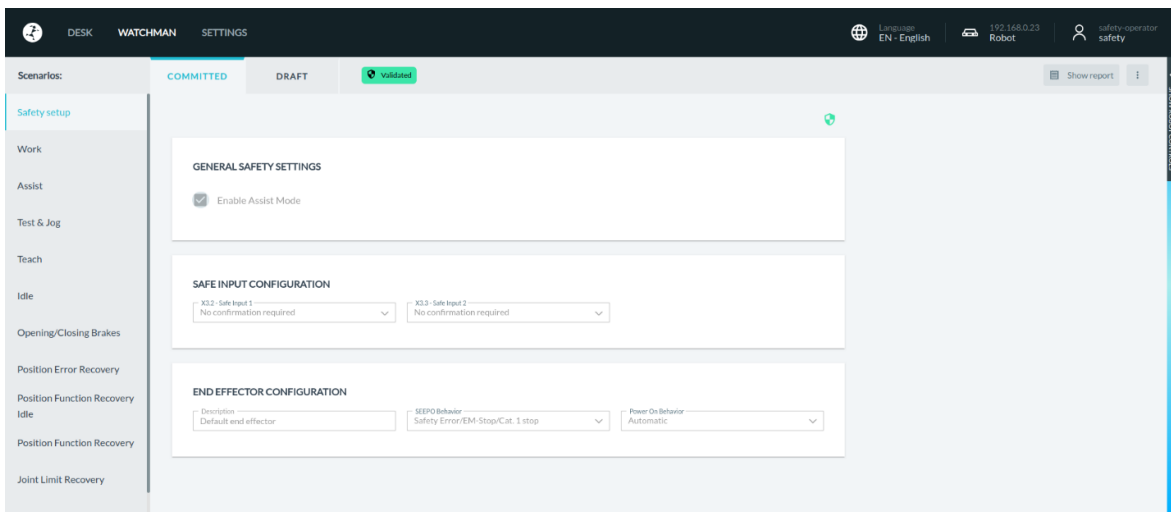 DESK
WATCHMAN
SETTINGS
Language
EN - English
192.168.0.23
Robot
safety-operator
safety
Scenarios:
COMMITTED
DRAFT
Validated
Show report
Safety setup
Work
Assist
Test & Jog
Teach
Idle
Opening/Closing Brakes
Position Error Recovery
Position Function Recovery
Idle
Position Function Recovery
Joint Limit Recovery
GENERAL SAFETY SETTINGS
Enable Assist Mode
SAFE INPUT CONFIGURATION
X3.2 - Safe Input 1
No confirmation required
X3.3 - Safe Input 2
No confirmation required
END EFFECTOR CONFIGURATION
Description
Default end effector
SEEPO Behavior
Safety Error/EM-Stop/Cat. 1 stop
Power On Behavior
Automatic